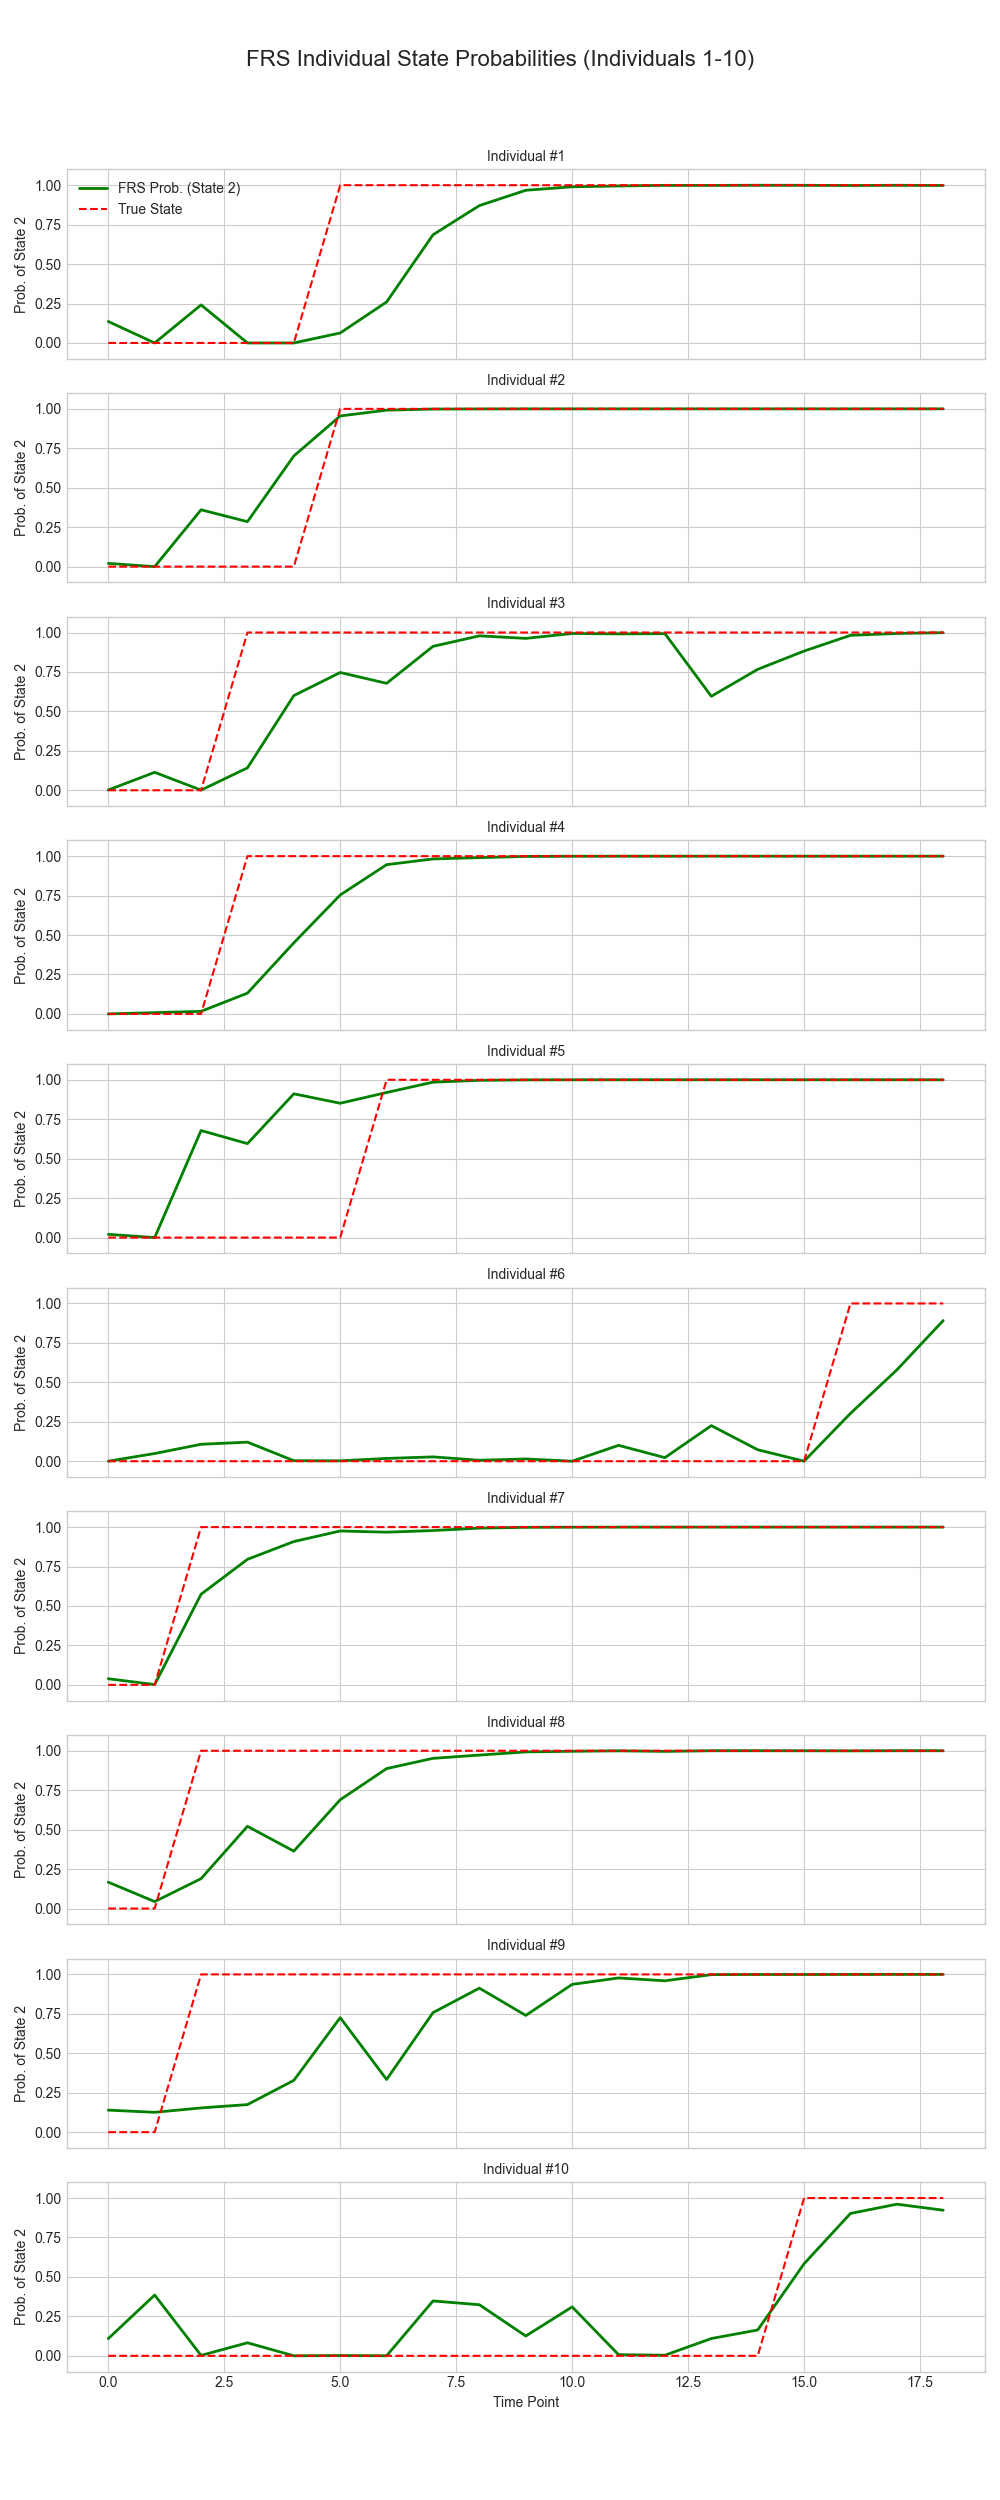 FRS Individual State Probabilities (Individuals 1-10)
Individual #1
FRS Prob. (State 2)
True State
1.00
0.75
0.50
0.25
0.00
Prob. of State 2
Individual #2
1.00
0.75
0.50
0.25
0.00
Prob. of State 2
Individual #3
1.00
0.75
0.50
0.25
0.00
Prob. of State 2
Individual #4
1.00
0.75
0.50
0.25
0.00
Prob. of State 2
Individual #5
1.00
0.75
0.50
0.25
0.00
Prob. of State 2
Individual #6
1.00
0.75
0.50
0.25
0.00
Prob. of State 2
Individual #7
1.00
0.75
0.50
0.25
0.00
Prob. of State 2
Individual #8
1.00
0.75
0.50
0.25
0.00
Prob. of State 2
Individual #9
1.00
0.75
0.50
0.25
0.00
Prob. of State 2
Individual #10
1.00
0.75
0.50
0.25
0.00
Prob. of State 2
0.0 2.5 5.0 7.5 10.0 12.5 15.0 17.5
Time Point